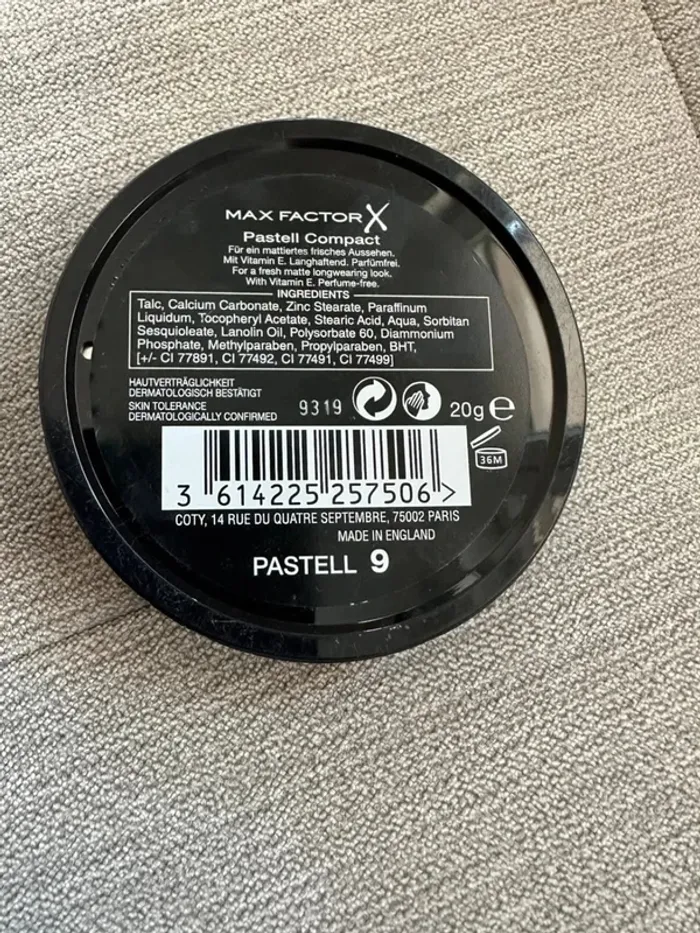 MAX FACTOR X
Pastell Compact
Für ein mattiertes frisches Aussehen.
Mit Vitamin E. Langhaftend. Parfümfrei.
For a fresh matte longwearing look.
With Vitamin E. Perfume-free.
INGREDIENTS
Talc, Calcium Carbonate, Zinc Stearate, Paraffinum
Liquidum, Tocopheryl Acetate, Stearic Acid, Aqua, Sorbitan
Sesquioleate, Lanolin Oil, Polysorbate 60, Diammonium
Phosphate, Methylparaben, Propylparaben, BHT,
[+/- CI 77891, CI 77492, CI 77491, CI 77499]
HAUTVERTRÄGLICHKEIT
DERMATOLOGISCH BESTÄTIGT
SKIN TOLERANCE
DERMATOLOGICALLY CONFIRMED
9319
20g e
36M
3 614225 257506 >
COTY, 14 RUE DU QUATRE SEPTEMBRE, 75002 PARIS
MADE IN ENGLAND
PASTELL 9